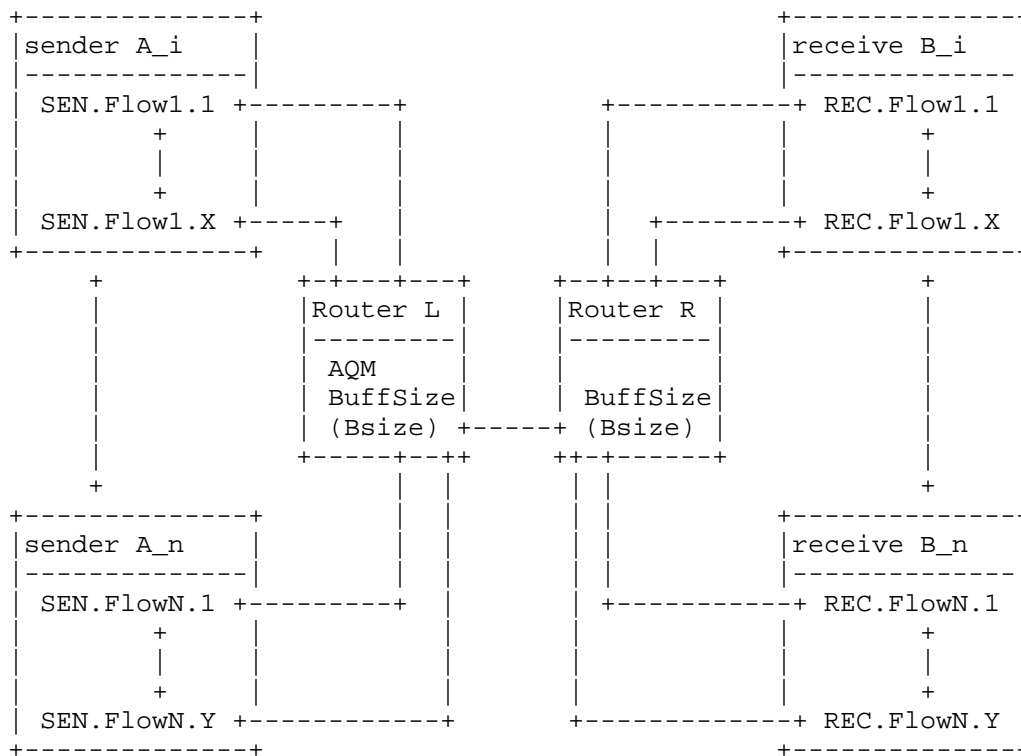 sender A_i receive B_i
SEN.Flow1.1 REC.Flow1.1
SEN.Flow1.X REC.Flow1.X
Router L Router R
AQM
BuffSize BuffSize
(Bsize) (Bsize)
sender A_n receive B_n
SEN.FlowN.1 REC.FlowN.1
SEN.FlowN.Y REC.FlowN.Y